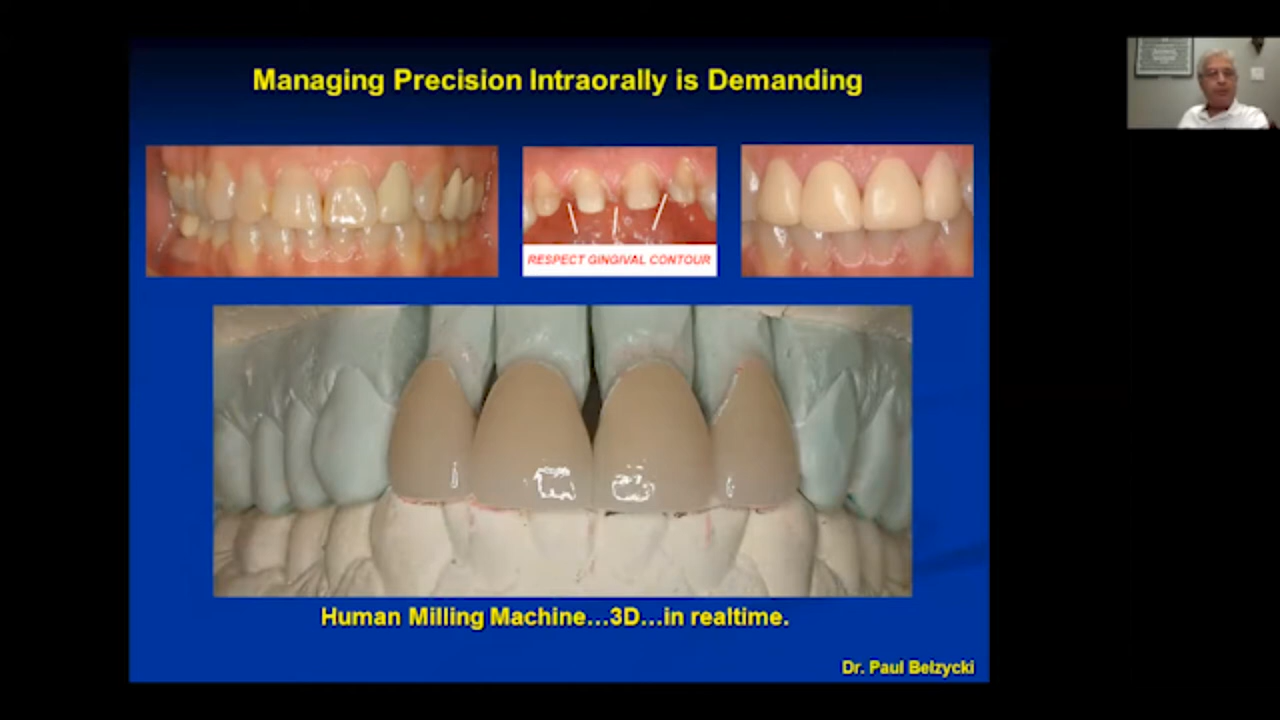 Managing Precision Intraorally is Demanding
RESPECT GINGIVAL CONTOUR
Human Milling Machine...3D...in realtime.
Dr. Paul Belzycki